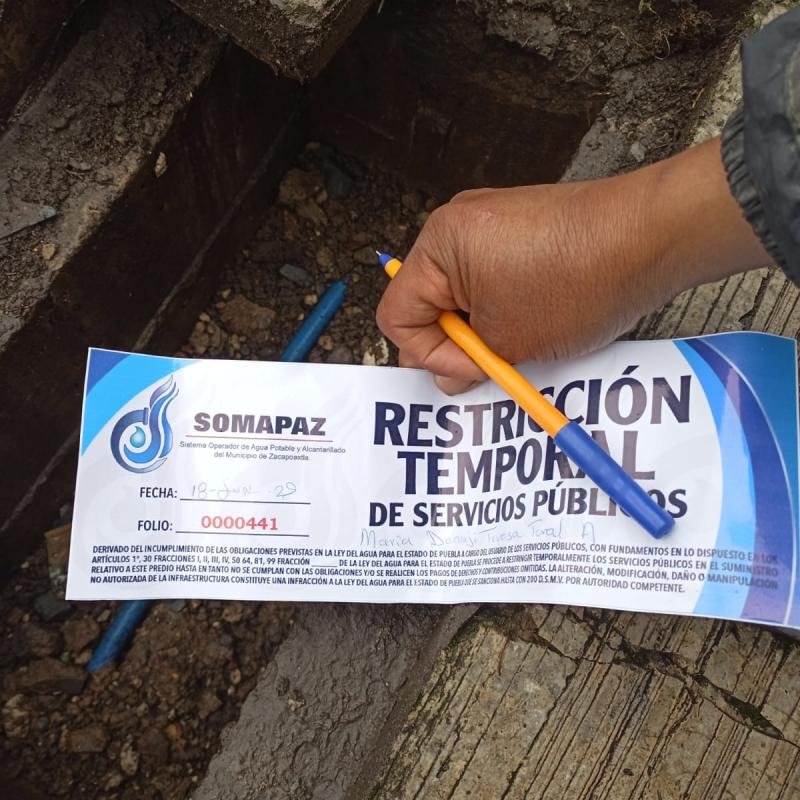 SOMAPAZ
Sistema Operador de Agua Potable y Alcantarillado
del Municipio de Zacapoaxtla.
FECHA: 18-Jun-
FOLIO: 0000441
RESTRICCIÓN
TEMPORAL
DE SERVICIOS PÚBLICOS
Maria
DERIVADO DEL INCUMPLIMIENTO DE LAS OBLIGACIONES PREVISTAS EN LA LEY DEL AGUA PARA EL ESTADO DE PUEBLA A CARGO DEL USUARIO DE LOS SERVICIOS PÚBLICOS, CON FUNDAMENTOS EN LO DISPUESTO EN LOS
ARTÍCULOS 1°, 30 FRACCIONES I, II, III, IV, 50 64, 81, 99 FRACCIÓN ______ DE LA LEY DEL AGUA PARA EL ESTADO DE PUEBLA SE PROCEDE A RESTRINGIR TEMPORALMENTE LOS SERVICIOS PÚBLICOS EN EL SUMINISTRO
RELATIVO A ESTE PREDIO HASTA EN TANTO NO SE CUMPLAN CON LAS OBLIGACIONES Y/O SE REALICEN LOS PAGOS DE DERECHOS Y CONTRIBUCIONES OMITIDAS. LA ALTERACIÓN, MODIFICACIÓN, DAÑO O MANIPULACIÓN
NO AUTORIZADA DE LA INFRAESTRUCTURA CONSTITUYE UNA INFRACCIÓN A LA LEY DEL AGUA PARA EL ESTADO DE PUEBLA QUE SE SANCIONA HASTA CON 200 D.S.M.V. POR AUTORIDAD COMPETENTE.